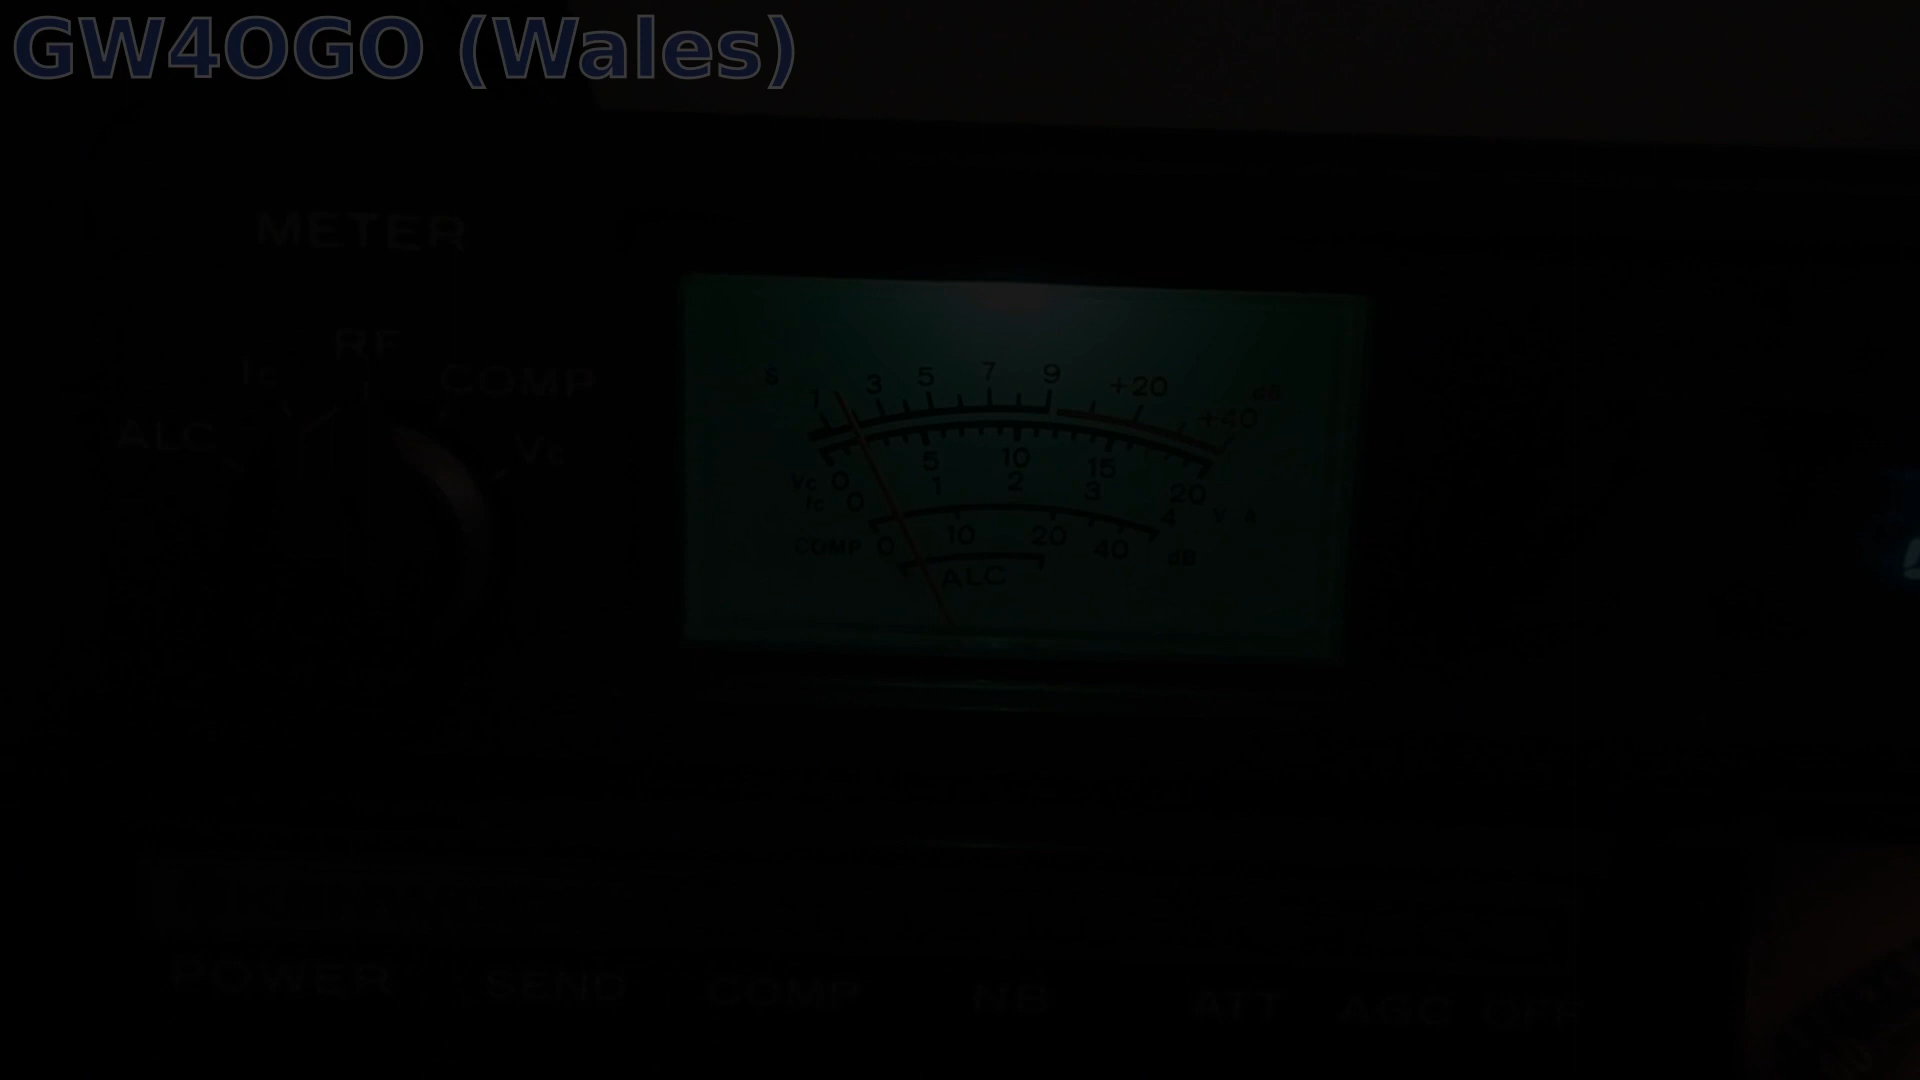 GW4OGO (Wales)
METER
RF
Ic COMP
ALC Vc
S 1 3 5 7 9 +20 +40 dB
5 10 15 20
Vc 0 1 2 3 4 V A
Ic 0
COMP 0 10 20 40 dB
ALC
POWER SEND COMP NB ATT AGC OFF